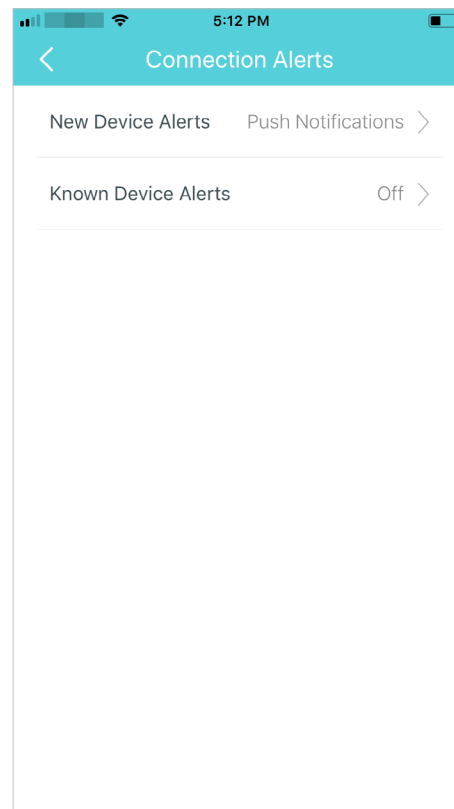 5:12 PM
Connection Alerts
New Device Alerts Push Notifications
Known Device Alerts Off